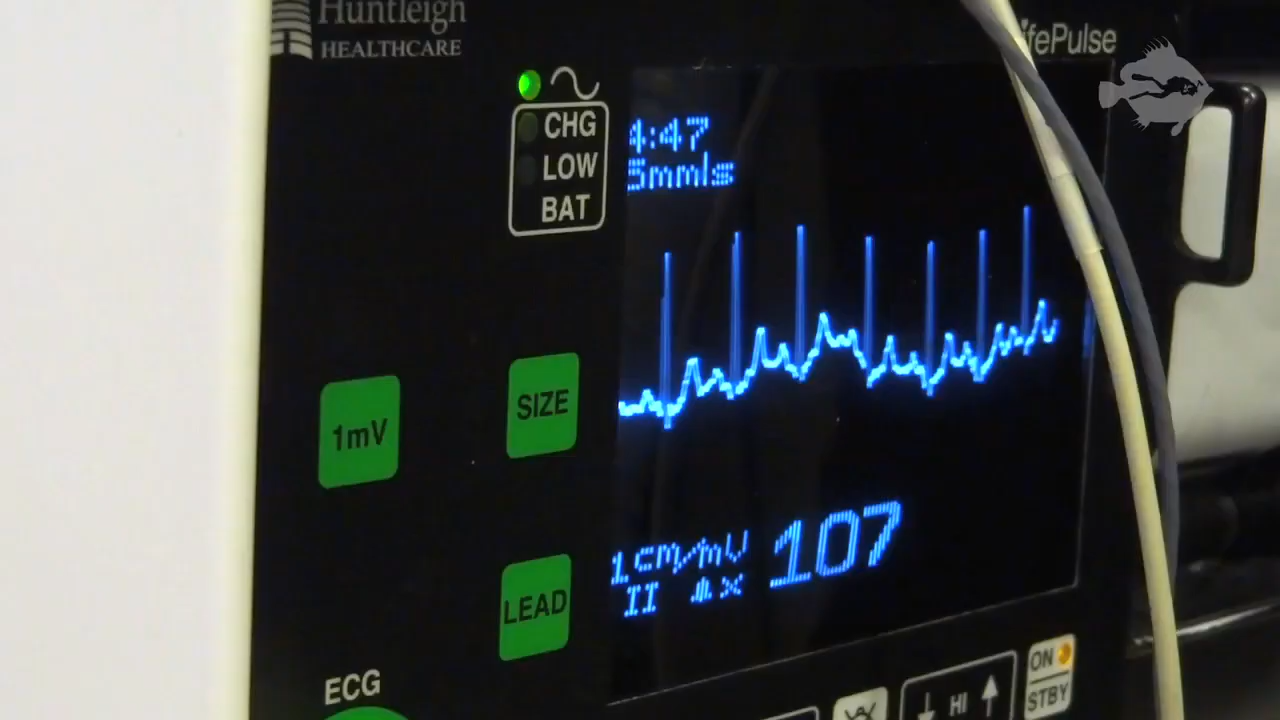 Huntleigh
HEALTHCARE
ifePulse
CHG
LOW
BAT
4:47
5mm/s
SIZE
1mV
LEAD
1cm/mV
II
107
ECG
HI
ON
STBY